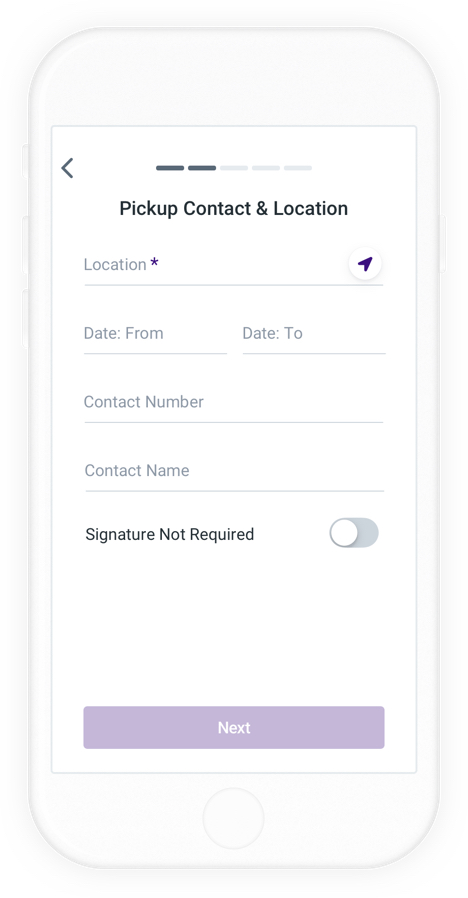 Pickup Contact & Location
Location *
Date: From Date: To
Contact Number
Contact Name
Signature Not Required
Next